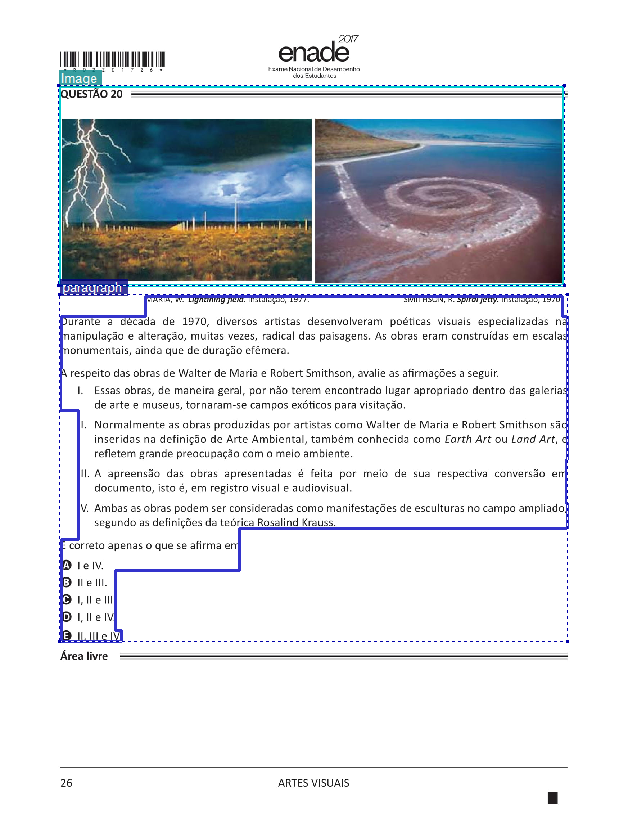 2017
enade
Exame Nacional de Desempenho
dos Estudantes
Image
QUESTÃO 20
paragraph
MARIA, W. Lightning field. Instalação, 1977.
SMITHSON, R. Spiral jetty. Instalação, 1970.
Durante a década de 1970, diversos artistas desenvolveram poéticas visuais especializadas na
manipulação e alteração, muitas vezes, radical das paisagens. As obras eram construídas em escalas
monumentais, ainda que de duração efêmera.
A respeito das obras de Walter de Maria e Robert Smithson, avalie as afirmações a seguir.
I. Essas obras, de maneira geral, por não terem encontrado lugar apropriado dentro das galerias
de arte e museus, tornaram-se campos exóticos para visitação.
II. Normalmente as obras produzidas por artistas como Walter de Maria e Robert Smithson são
inseridas na definição de Arte Ambiental, também conhecida como Earth Art ou Land Art, e
refletem grande preocupação com o meio ambiente.
III. A apreensão das obras apresentadas é feita por meio de sua respectiva conversão em
documento, isto é, em registro visual e audiovisual.
IV. Ambas as obras podem ser consideradas como manifestações de esculturas no campo ampliado,
segundo as definições da teórica Rosalind Krauss.
É correto apenas o que se afirma em
A I e IV.
B II e III.
C I, II e III.
D I, II e IV.
E II, III e IV.
Área livre
26
ARTES VISUAIS